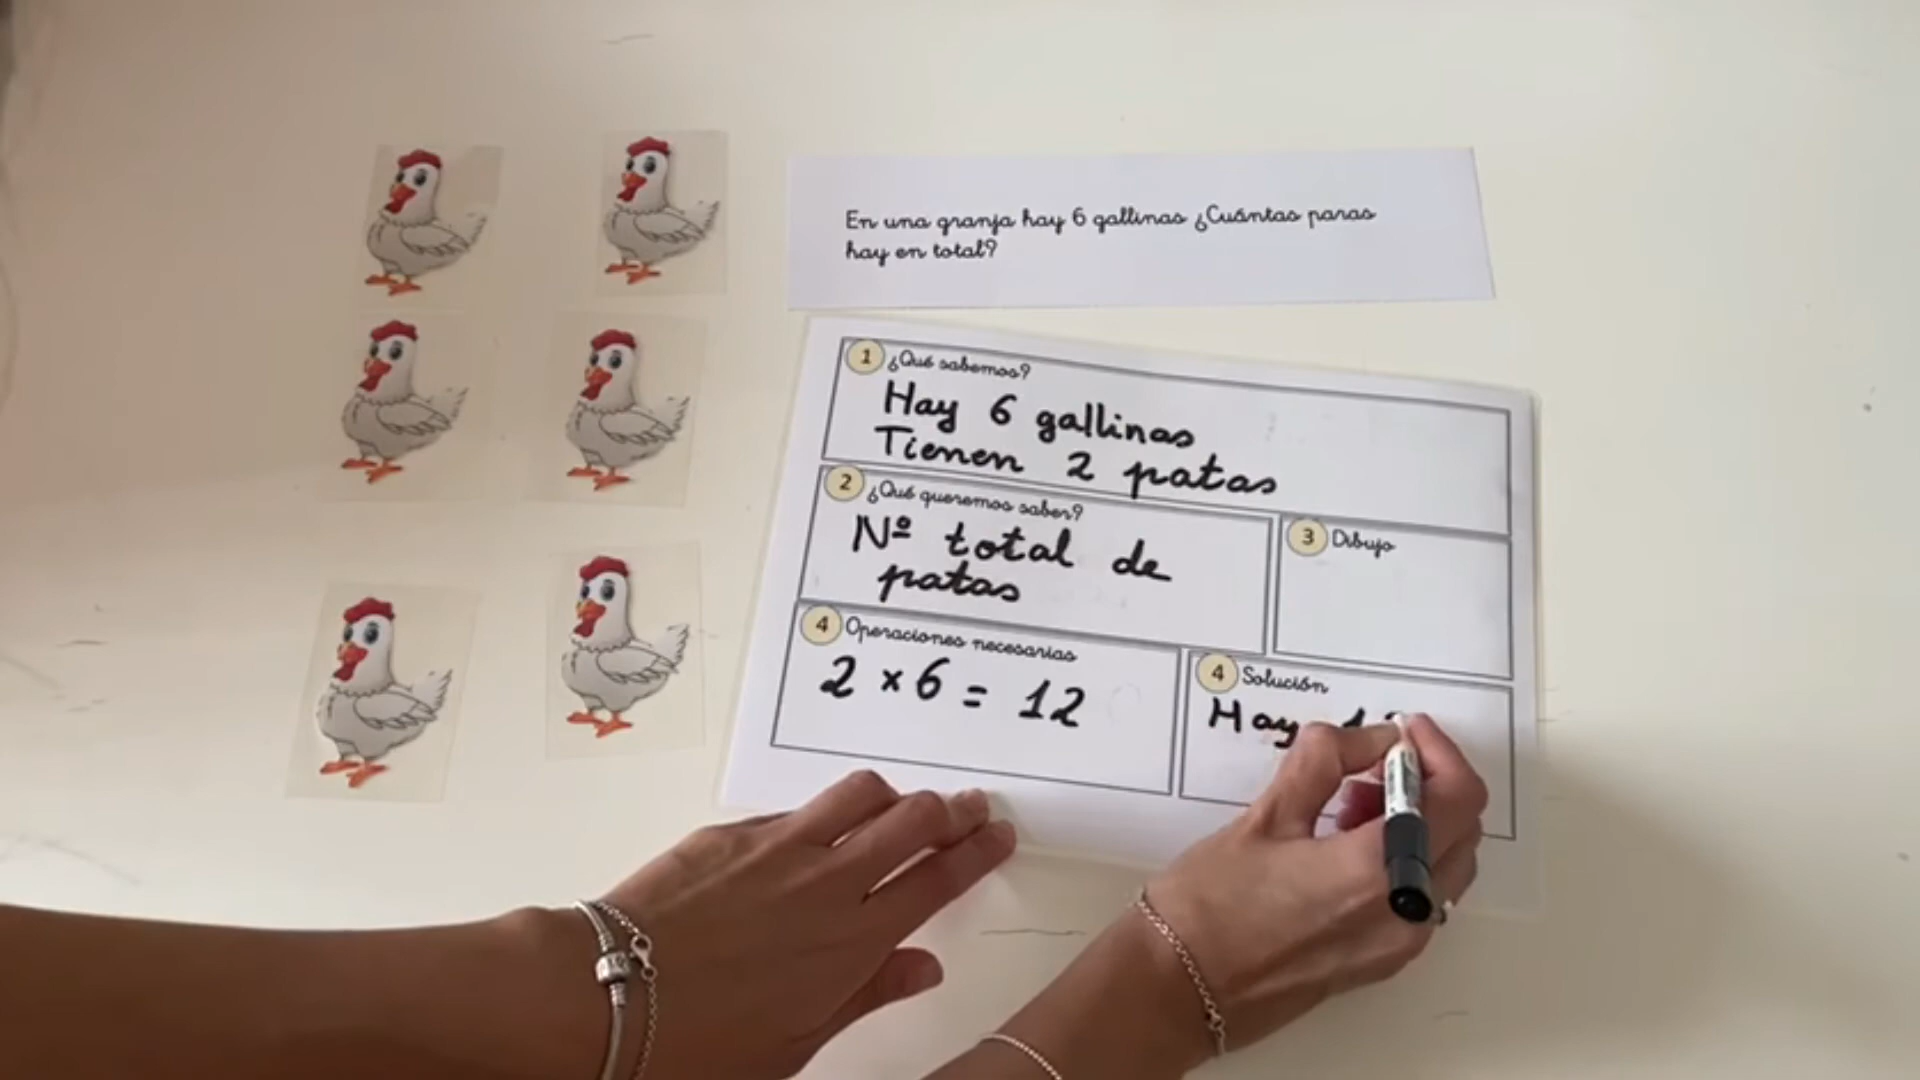 En una granja hay 6 gallinas ¿Cuántas paras
hay en total?
1 ¿Qué sabemos?
Hay 6 gallinas
Tienen 2 patas
2 ¿Qué queremos saber?
Nº total de
patas
3 Dibujo
4 Operaciones necesarias
2 x 6 = 12
4 Solución
Hay